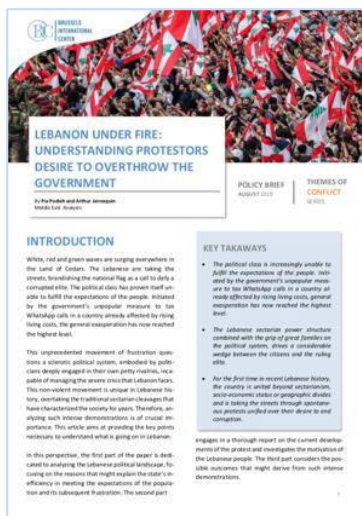 BIC
BRUSSELS
INTERNATIONAL
CENTER
LEBANON UNDER FIRE:
UNDERSTANDING PROTESTORS
DESIRE TO OVERTHROW THE
GOVERNMENT
By Pia Fodieh and Arthur Jennequin
Middle East Analysts
POLICY BRIEF
AUGUST 2019
THEMES OF
CONFLICT
SERIES
INTRODUCTION
White, red and green waves are surging everywhere in
the Land of Cedars. The Lebanese are taking the
streets, brandishing the national flag as a call to defy a
corrupted elite. The political class has proven itself un-
able to fulfill the expectations of the people. Initiated
by the government's unpopular measure to tax
WhatsApp calls in a country already affected by rising
living costs, the general exasperation has now reached
the highest level.
This unprecedented movement of frustration ques-
tions a sclerotic political system, embodied by politi-
cians deeply engaged in their own petty rivalries, inca-
pable of managing the severe crisis that Lebanon faces.
This non-violent movement is unique in Lebanese his-
tory, overtaking the traditional sectarian cleavages that
have characterized the society for years. Therefore, an-
alyzing such intense demonstrations is of crucial im-
portance. This article aims at providing the key points
necessary to understand what is going on in Lebanon.
In this perspective, the first part of the paper is dedi-
cated to analyzing the Lebanese political landscape, fo-
cusing on the reasons that might explain the state's in-
efficiency in meeting the expectations of the popula-
tion and its subsequent frustration. The second part
KEY TAKAWAYS
• The political class is increasingly unable to
fulfill the expectations of the people. Initi-
ated by the government's unpopular measure
to tax WhatsApp calls in a country al-
ready affected by rising costs, general
exasperation has now reached the highest
level.
• The Lebanese sectarian power structure
combined with the grip of great families on
the political system, drives a considerable
wedge between the citizens and the ruling
elite.
• For the first time in recent Lebanese history,
the country is united beyond sectarianism,
socio-economic status or geographic divides
and is taking the streets through spontane-
ous protests unified over their desire to end
corruption.
engages in a thorough report on the current develop-
ments of the protest and investigates the motivation of
the Lebanese people. The third part considers the pos-
sible outcomes that might derive from such intense
demonstrations.